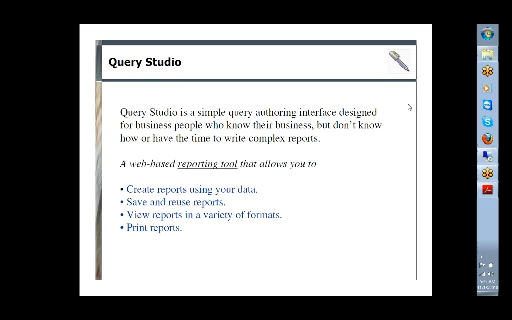 Query Studio
Query Studio is a simple query authoring interface designed
for business people who know their business, but don't know
how or have the time to write complex reports.
A web-based reporting tool that allows you to
• Create reports using your data.
• Save and reuse reports.
• View reports in a variety of formats.
• Print reports.